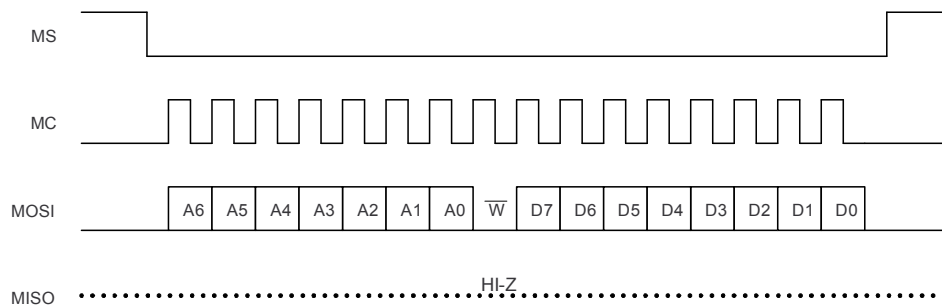 MS
MC
MOSI A6 A5 A4 A3 A2 A1 A0 W̅ D7 D6 D5 D4 D3 D2 D1 D0
HI-Z
MISO